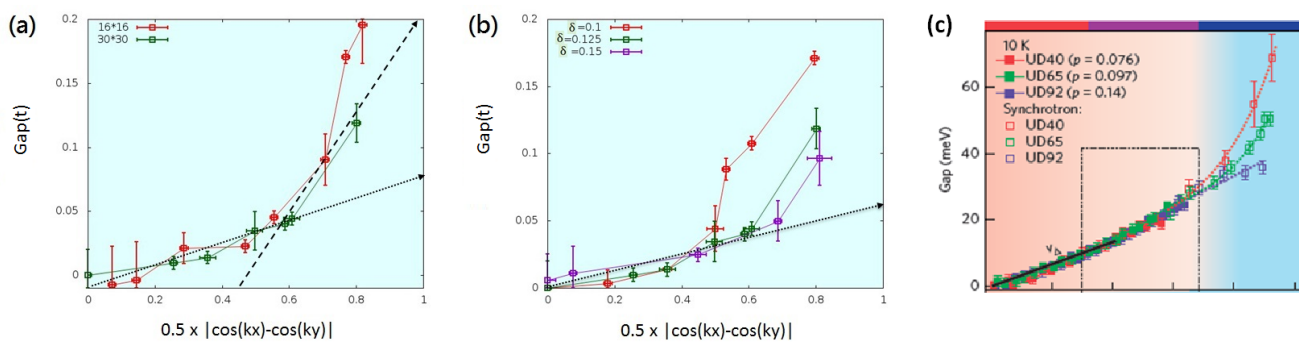 (a)
16*16
30*30
Gap(t)
0.2
0.15
0.1
0.05
0
0
0.2
0.4
0.6
0.8
1
0.5 x |cos(kx)-cos(ky)|
(b)
δ=0.1
δ=0.125
δ=0.15
Gap(t)
0.2
0.15
0.1
0.05
0
0
0.2
0.4
0.6
0.8
1
0.5 x |cos(kx)-cos(ky)|
(c)
10 K
UD40 (p = 0.076)
UD65 (p = 0.097)
UD92 (p = 0.14)
Synchrotron:
UD40
UD65
UD92
Gap (meV)
60
40
20
0